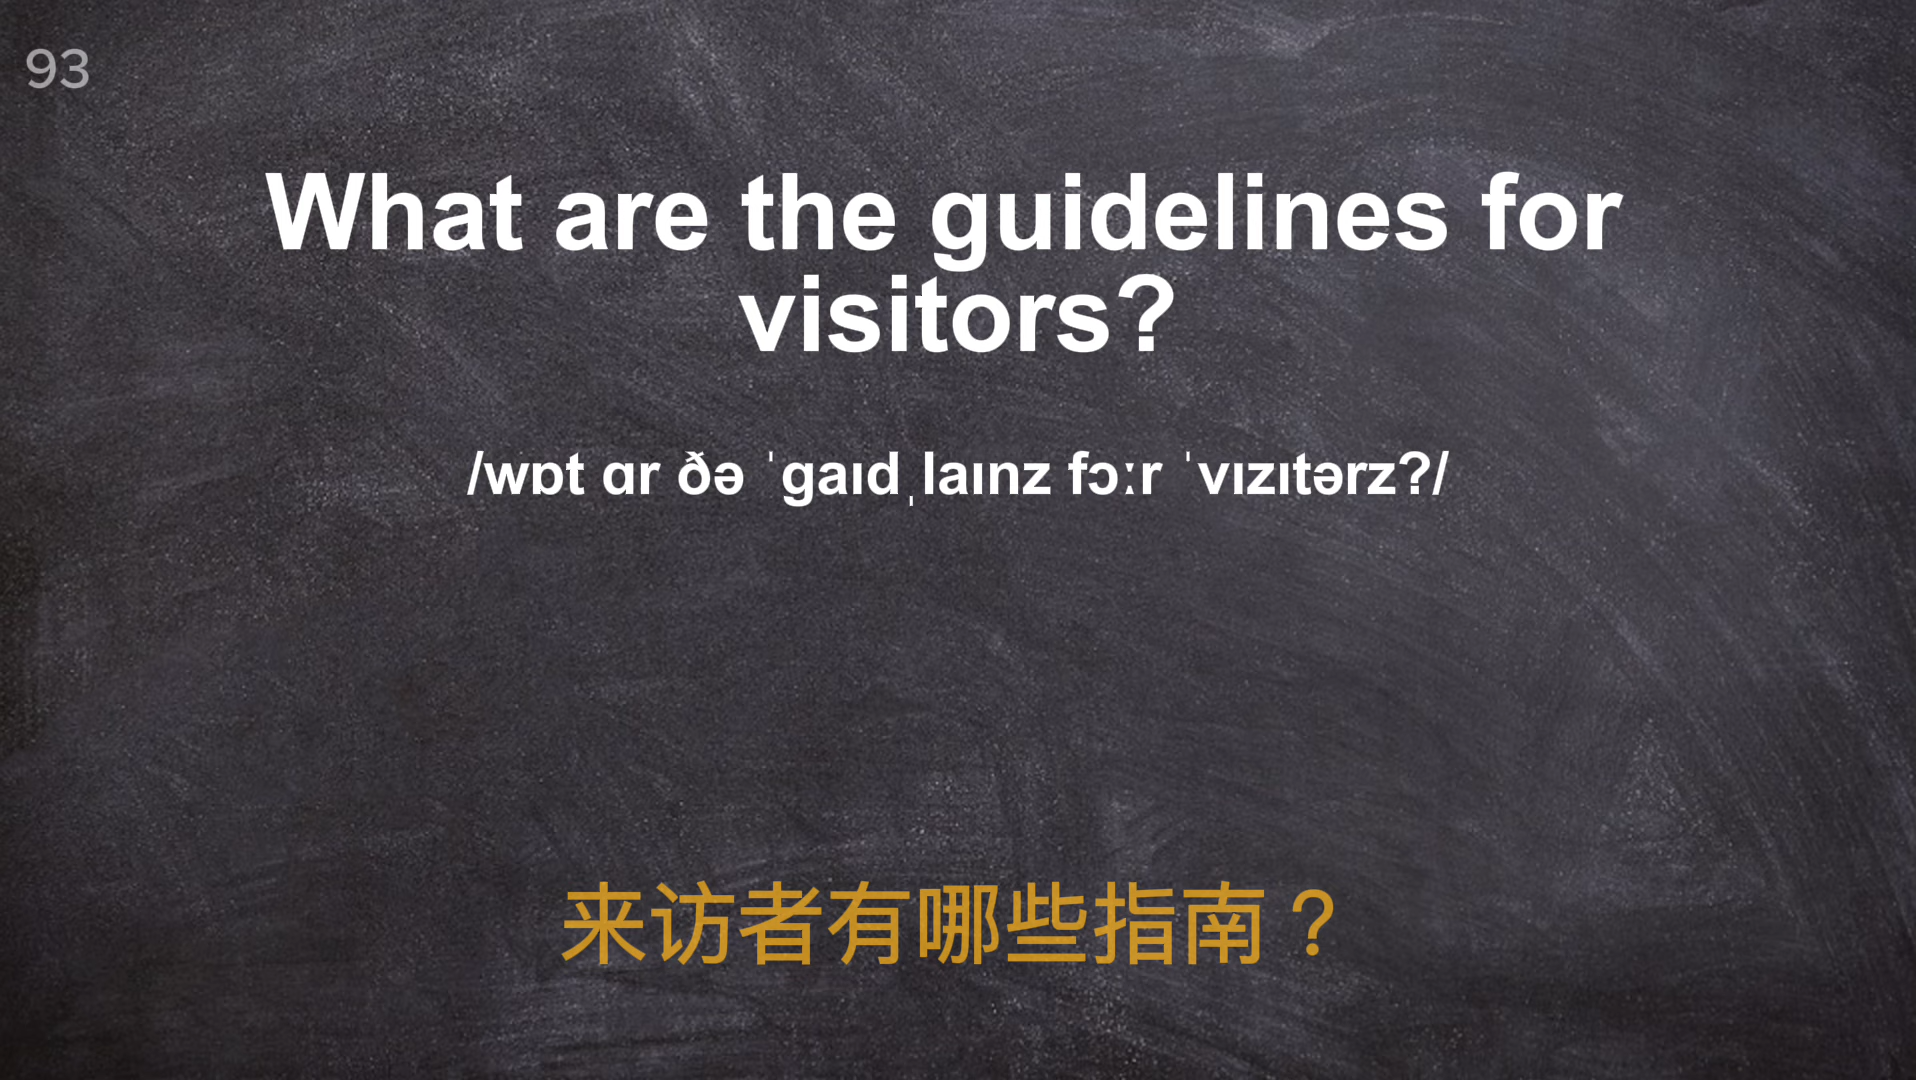 93
What are the guidelines for
visitors?
/wɒt ɑr ðə ˈɡaɪdˌlaɪnz fɔːr ˈvɪzɪtərz?/
来访者有哪些指南？